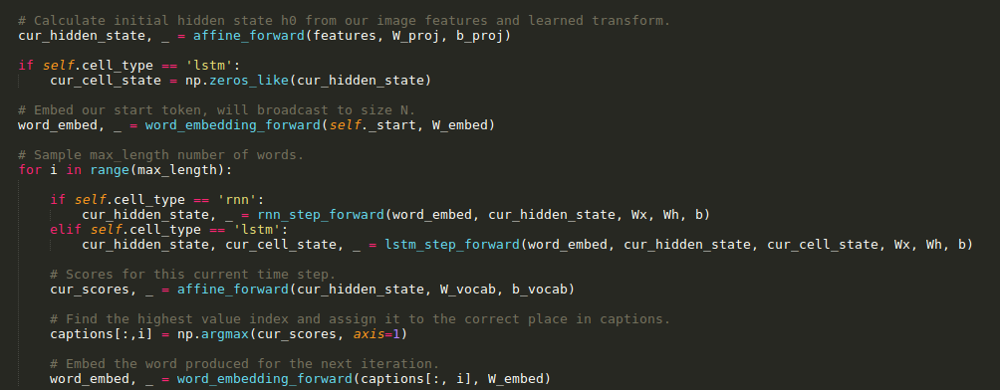 # Calculate initial hidden state h0 from our image features and learned transform.
cur_hidden_state, _ = affine_forward(features, W_proj, b_proj)
if self.cell_type == 'lstm':
cur_cell_state = np.zeros_like(cur_hidden_state)
# Embed our start token, will broadcast to size N.
word_embed, _ = word_embedding_forward(self._start, W_embed)
# Sample max_length number of words.
for i in range(max_length):
if self.cell_type == 'rnn':
cur_hidden_state, _ = rnn_step_forward(word_embed, cur_hidden_state, Wx, Wh, b)
elif self.cell_type == 'lstm':
cur_hidden_state, cur_cell_state, _ = lstm_step_forward(word_embed, cur_hidden_state, cur_cell_state, Wx, Wh, b)
# Scores for this current time step.
cur_scores, _ = affine_forward(cur_hidden_state, W_vocab, b_vocab)
# Find the highest value index and assign it to the correct place in captions.
captions[:,i] = np.argmax(cur_scores, axis=1)
# Embed the word produced for the next iteration.
word_embed, _ = word_embedding_forward(captions[:, i], W_embed)